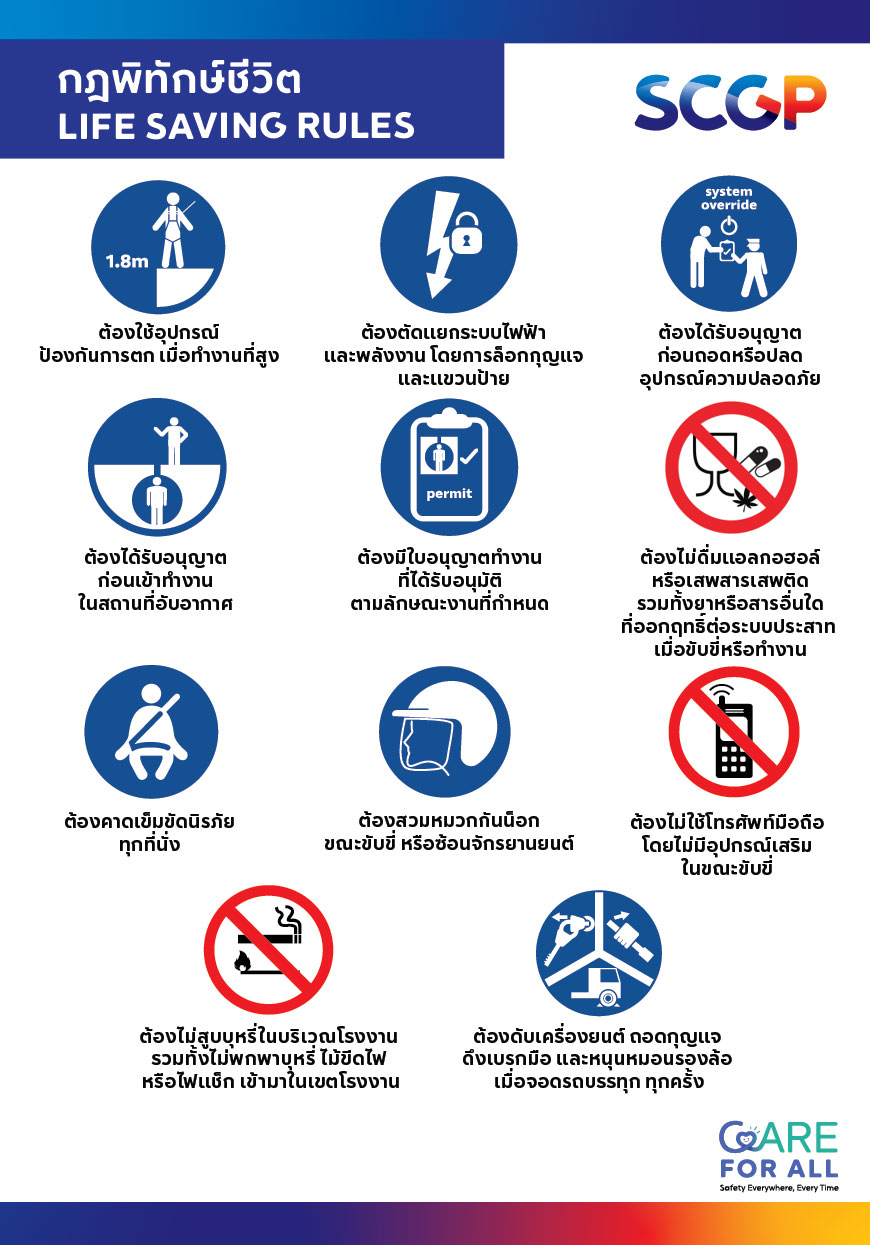 กฎพิทักษ์ชีวิต
LIFE SAVING RULES
SCGP
1.8m
ต้องใช้อุปกรณ์
ป้องกันการตก เมื่อทำงานที่สูง
ต้องตัดแยกระบบไฟฟ้า
และพลังงาน โดยการล็อกกุญแจ
และแขวนป้าย
system
override
ต้องได้รับอนุญาต
ก่อนถอดหรือปลด
อุปกรณ์ความปลอดภัย
ต้องได้รับอนุญาต
ก่อนเข้าทำงาน
ในสถานที่อับอากาศ
permit
ต้องมีใบอนุญาตทำงาน
ที่ได้รับอนุมัติ
ตามลักษณะงานที่กำหนด
ต้องไม่ดื่มแอลกอฮอล์
หรือเสพสารเสพติด
รวมทั้งยาหรือสารอื่นใด
ที่ออกฤทธิ์ต่อระบบประสาท
เมื่อขับขี่หรือทำงาน
ต้องคาดเข็มขัดนิรภัย
ทุกที่นั่ง
ต้องสวมหมวกกันน็อก
ขณะขับขี่ หรือซ้อนจักรยานยนต์
ต้องไม่ใช้โทรศัพท์มือถือ
โดยไม่มีอุปกรณ์เสริม
ในขณะขับขี่
ต้องไม่สูบบุหรี่ในบริเวณโรงงาน
รวมทั้งไม่พกพาบุหรี่ ไม้ขีดไฟ
หรือไฟแช็ก เข้ามาในเขตโรงงาน
ต้องดับเครื่องยนต์ ถอดกุญแจ
ดึงเบรกมือ และหนุนหมอนรองล้อ
เมื่อจอดรถบรรทุก ทุกครั้ง
CARE
FOR ALL
Safety Everywhere, Every Time